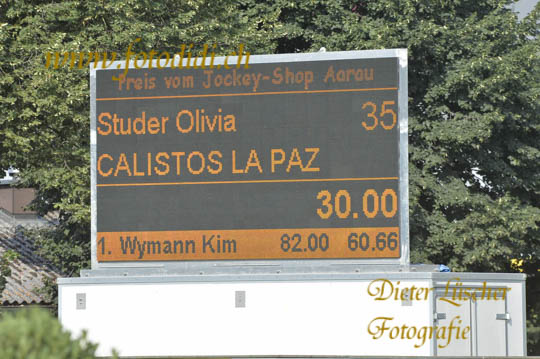 www.fotodidi.ch
Preis vom Jockey-Shop Aarau
Studer Olivia 35
CALISTOS LA PAZ
30.00
1. Wymann Kim 82.00 60.66
Dieter Lüscher
Fotografie